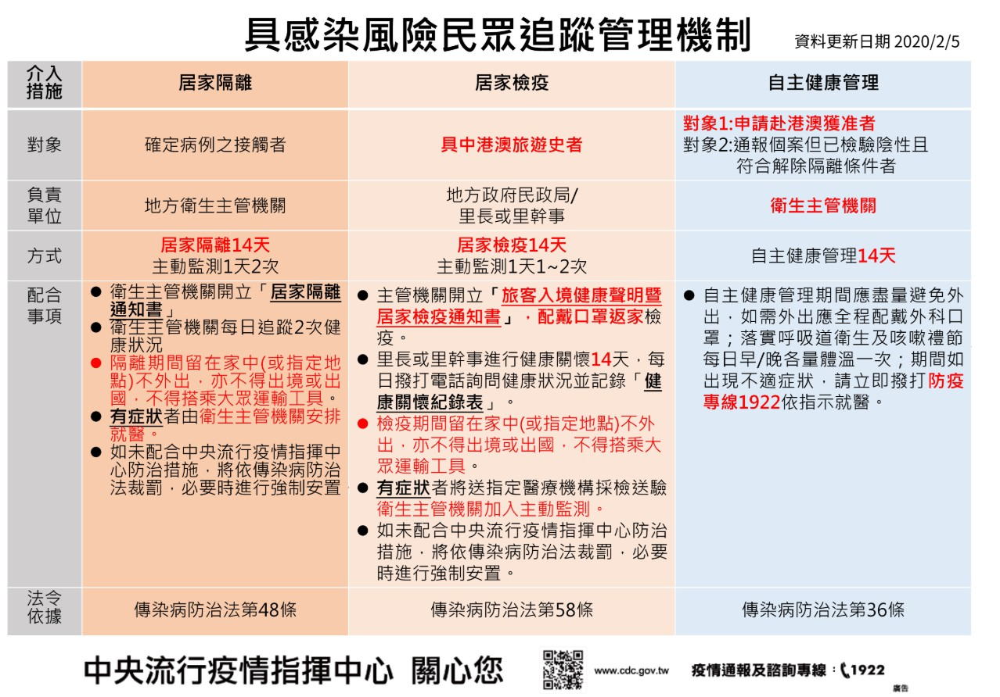 具感染風險民眾追蹤管理機制
資料更新日期 2020/2/5
介入
措施
居家隔離
居家檢疫
自主健康管理
對象
確定病例之接觸者
具中港澳旅遊史者
對象1:申請赴港澳獲准者
對象2:通報個案但已檢驗陰性且
符合解除隔離條件者
負責
單位
地方衛生主管機關
地方政府民政局/
里長或里幹事
衛生主管機關
方式
居家隔離14天
主動監測1天2次
居家檢疫14天
主動監測1天1~2次
自主健康管理14天
配合
事項
● 衛生主管機關開立「居家隔離
通知書」
● 衛生主管機關每日追蹤2次健
康狀況
● 隔離期間留在家中(或指定地
點)不外出，亦不得出境或出
國，不得搭乘大眾運輸工具。
● 有症狀者由衛生主管機關安排
就醫。
● 如未配合中央流行疫情指揮中
心防治措施，將依傳染病防治
法裁罰，必要時進行強制安置
● 主管機關開立「旅客入境健康聲明暨
居家檢疫通知書」，配戴口罩返家檢
疫。
● 里長或里幹事進行健康關懷14天，每
日撥打電話詢問健康狀況並記錄「健
康關懷紀錄表」。
● 檢疫期間留在家中(或指定地點)不外
出，亦不得出境或出國，不得搭乘大
眾運輸工具。
● 有症狀者將送指定醫療機構採檢送驗
衛生主管機關加入主動監測。
● 如未配合中央流行疫情指揮中心防治
措施，將依傳染病防治法裁罰，必要
時進行強制安置。
● 自主健康管理期間應盡量避免外
出，如需外出應全程配戴外科口
罩；落實呼吸道衛生及咳嗽禮節
每日早/晚各量體溫一次；期間如
出現不適症狀，請立即撥打防疫
專線1922依指示就醫。
法令
依據
傳染病防治法第48條
傳染病防治法第58條
傳染病防治法第36條
中央流行疫情指揮中心 關心您
www.cdc.gov.tw
疫情通報及諮詢專線：1922
廣告